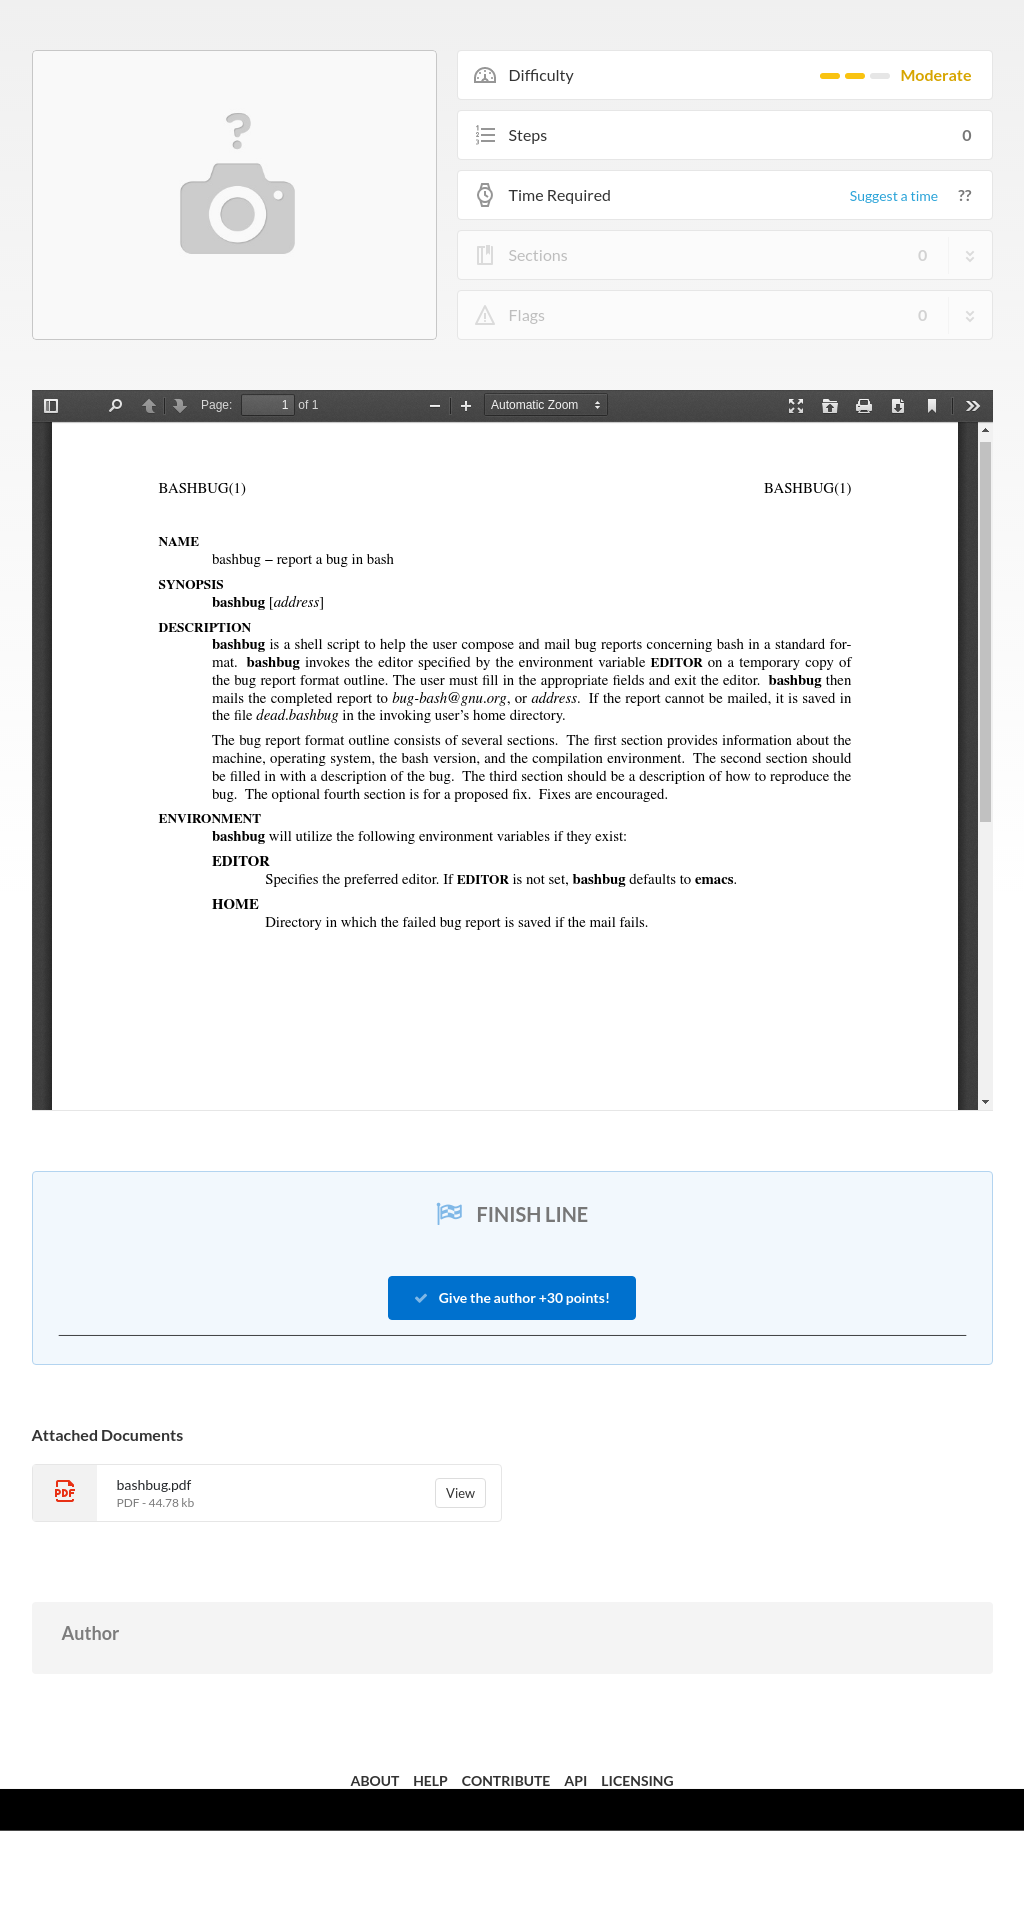 ?
Difficulty Moderate
Steps 0
Time Required Suggest a time ??
Sections 0
Flags 0
Page: 1 of 1 Automatic Zoom
BASHBUG(1) BASHBUG(1)
NAME
bashbug − report a bug in bash
SYNOPSIS
bashbug [address]
DESCRIPTION
bashbug is a shell script to help the user compose and mail bug reports concerning bash in a standard for-
mat. bashbug invokes the editor specified by the environment variable EDITOR on a temporary copy of
the bug report format outline. The user must fill in the appropriate fields and exit the editor. bashbug then
mails the completed report to bug-bash@gnu.org, or address. If the report cannot be mailed, it is saved in
the file dead.bashbug in the invoking user's home directory.
The bug report format outline consists of several sections. The first section provides information about the
machine, operating system, the bash version, and the compilation environment. The second section should
be filled in with a description of the bug. The third section should be a description of how to reproduce the
bug. The optional fourth section is for a proposed fix. Fixes are encouraged.
ENVIRONMENT
bashbug will utilize the following environment variables if they exist:
EDITOR
Specifies the preferred editor. If EDITOR is not set, bashbug defaults to emacs.
HOME
Directory in which the failed bug report is saved if the mail fails.
FINISH LINE
Give the author +30 points!
Attached Documents
PDF bashbug.pdf View
PDF - 44.78 kb
Author
ABOUT HELP CONTRIBUTE API LICENSING